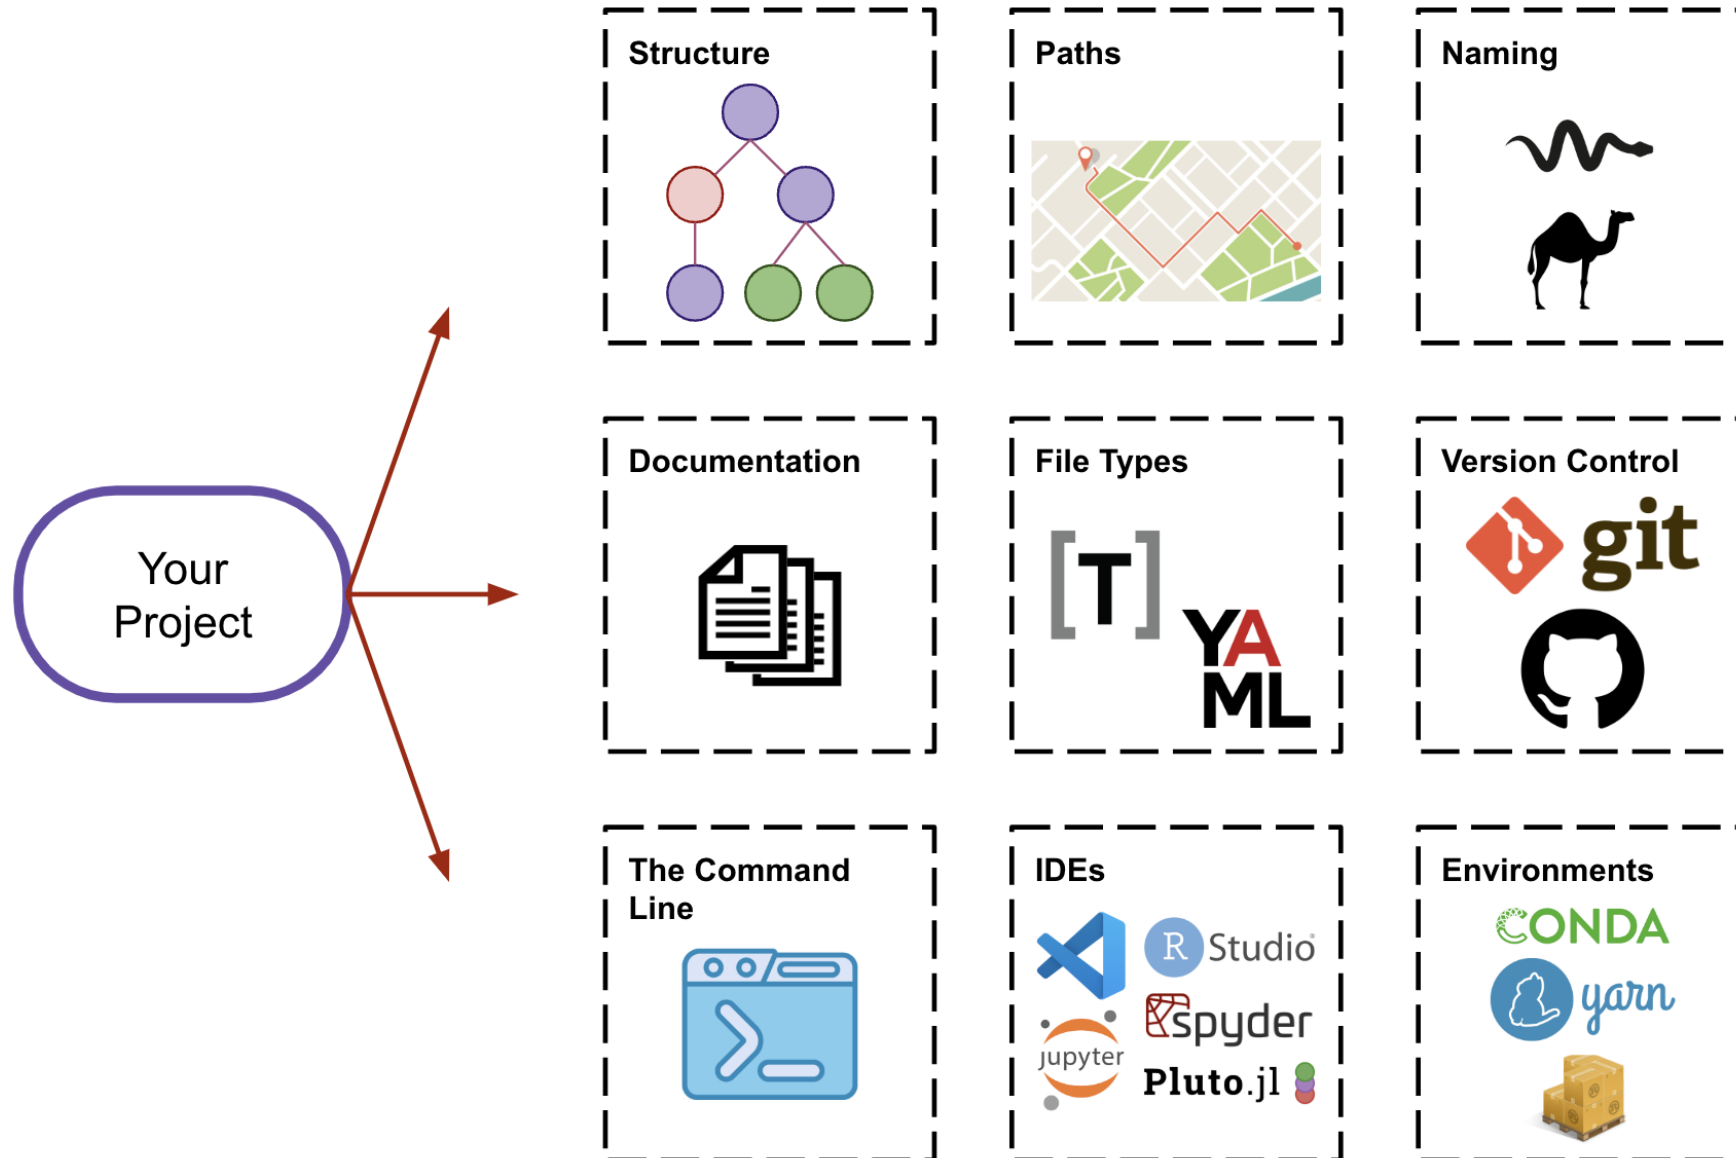 Structure
Paths
Naming
Your
Project
Documentation
File Types
Version Control
[T]
YA
ML
git
The Command
Line
IDEs
Environments
R Studio
spyder
jupyter
Pluto.jl
CONDA
yarn